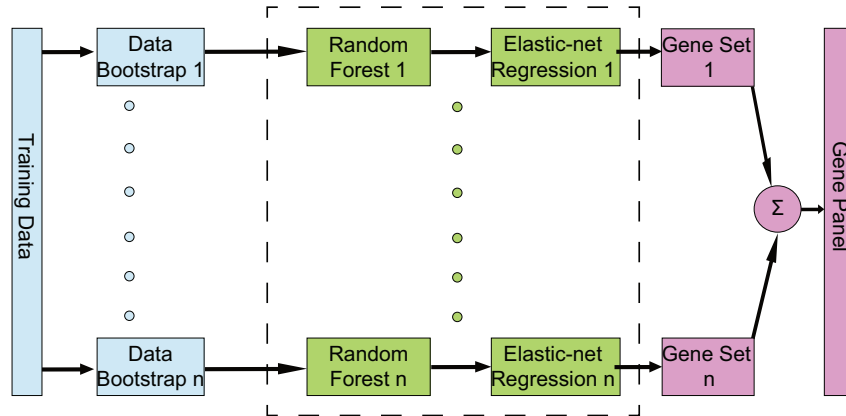 Training Data
Data
Bootstrap 1
Random
Forest 1
Elastic-net
Regression 1
Gene Set
1
Σ
Gene Panel
Data
Bootstrap n
Random
Forest n
Elastic-net
Regression n
Gene Set
n